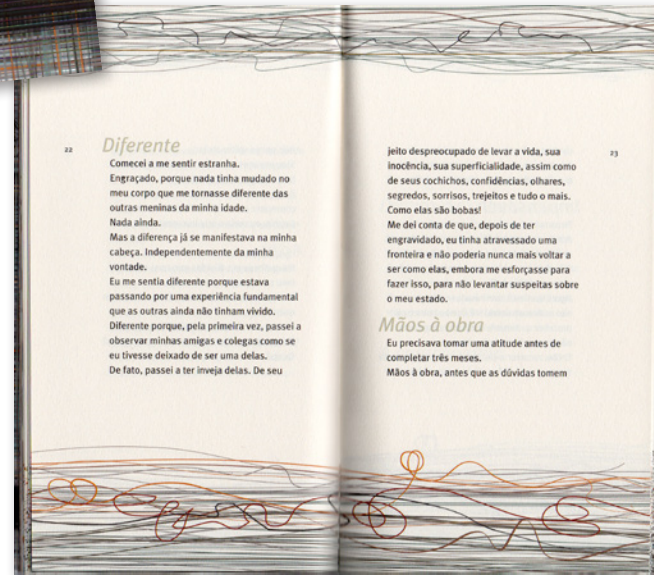 22
Diferente
Comecei a me sentir estranha.
Engraçado, porque nada tinha mudado no
meu corpo que me tornasse diferente das
outras meninas da minha idade.
Nada ainda.
Mas a diferença já se manifestava na minha
cabeça. Independentemente da minha
vontade.
Eu me sentia diferente porque estava
passando por uma experiência fundamental
que as outras ainda não tinham vivido.
Diferente porque, pela primeira vez, passei a
observar minhas amigas e colegas como se
eu tivesse deixado de ser uma delas.
De fato, passei a ter inveja delas. De seu
jeito despreocupado de levar a vida, sua
inocência, sua superficialidade, assim como
de seus cochichos, confidências, olhares,
segredos, sorrisos, trejeitos e tudo o mais.
Como elas são bobas!
Me dei conta de que, depois de ter
engravidado, eu tinha atravessado uma
fronteira e não poderia nunca mais voltar a
ser como elas, embora me esforçasse para
fazer isso, para não levantar suspeitas sobre
o meu estado.
Mãos à obra
Eu precisava tomar uma atitude antes de
completar três meses.
Mãos à obra, antes que as dúvidas tomem
23